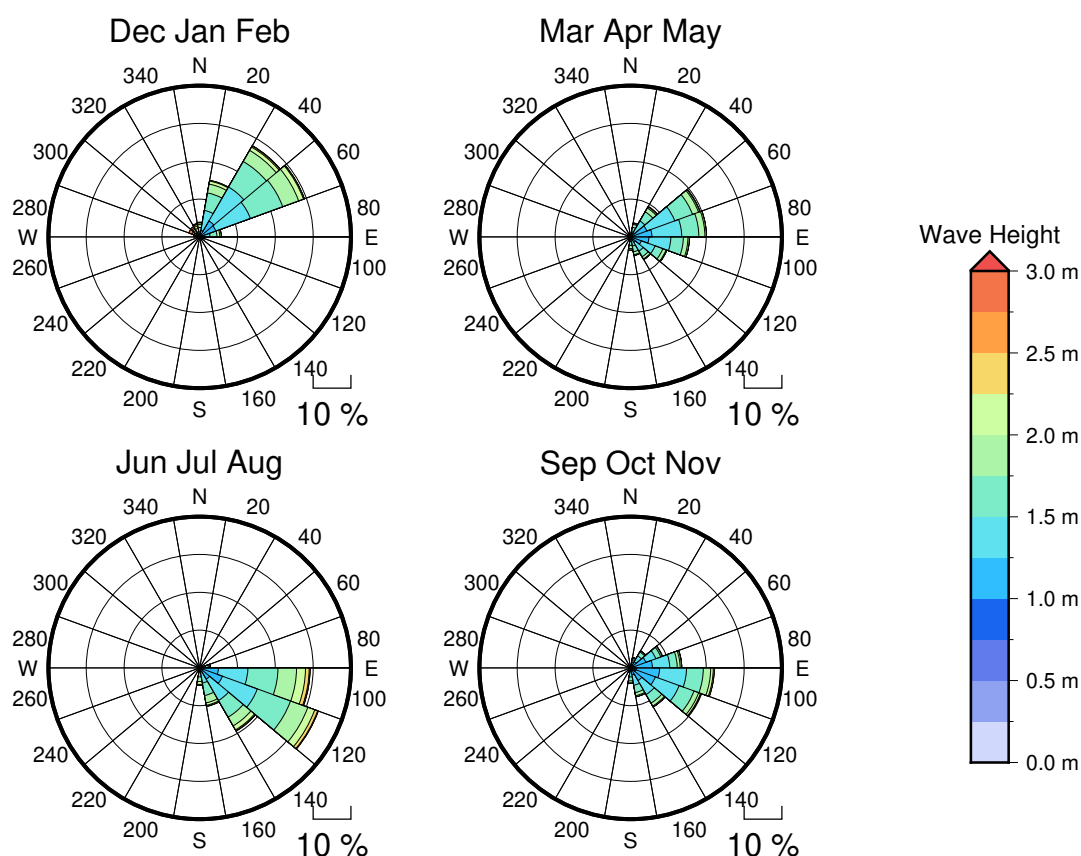 Dec Jan Feb
N
20
40
60
80
E
100
120
140
160
S
200
220
240
260
W
280
300
320
340
10 %
Mar Apr May
N
20
40
60
80
E
100
120
140
160
S
200
220
240
260
W
280
300
320
340
10 %
Jun Jul Aug
N
20
40
60
80
E
100
120
140
160
S
200
220
240
260
W
280
300
320
340
10 %
Sep Oct Nov
N
20
40
60
80
E
100
120
140
160
S
200
220
240
260
W
280
300
320
340
10 %
Wave Height
3.0 m
2.5 m
2.0 m
1.5 m
1.0 m
0.5 m
0.0 m